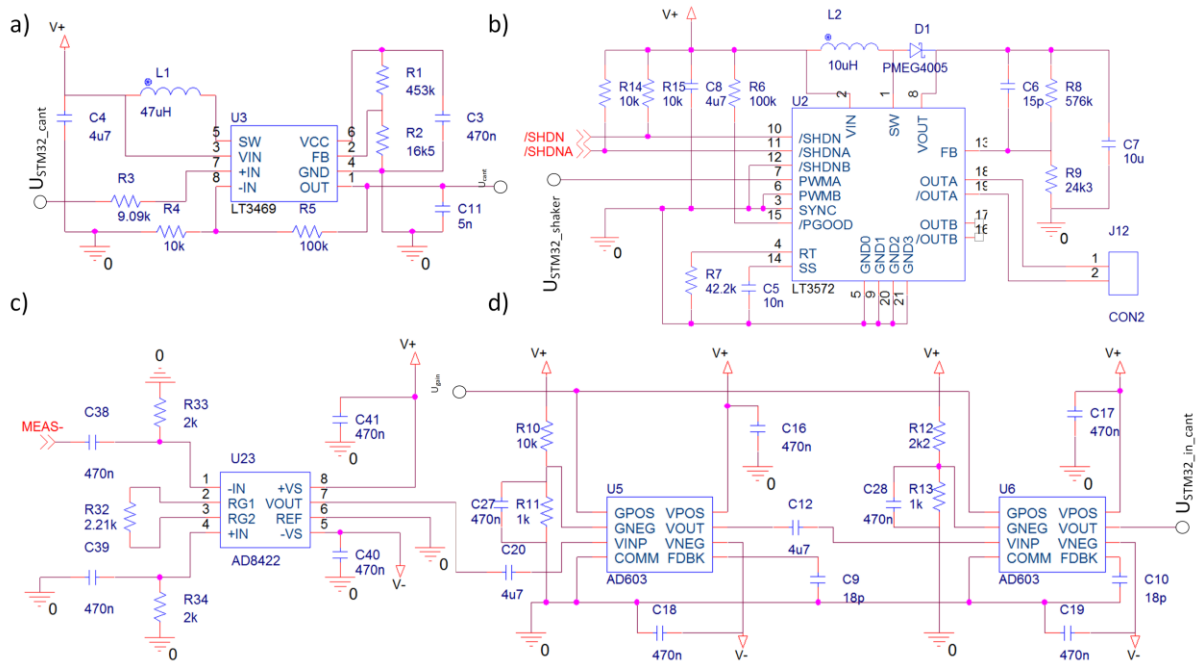 a)
V+
L1
47uH
C4
4u7
U3
5
3
7
8
SW
VIN
+IN
-IN
VCC
FB
GND
OUT
6
2
4
1
LT3469
R1
453k
R2
16k5
C3
470n
USTM32_cant
R3
9.09k
R4
10k
R5
100k
Ucant
C11
5n
0
0
b)
V+
L2
10uH
D1
PMEG4005
R14
10k
R15
10k
C8
4u7
R6
100k
U2
2
1
8
VIN
SW
VOUT
C6
15p
R8
576k
C7
10u
R9
24k3
0
/SHDN
/SHDNA
10
11
12
7
6
3
15
4
14
/SHDN
/SHDNA
/SHDNB
PWMA
PWMB
SYNC
/PGOOD
RT
SS
FB
OUTA
/OUTA
OUTB
/OUTB
13
18
19
17
16
GND0
GND1
GND2
GND3
5
9
20
21
LT3572
0
USTM32_shaker
R7
42.2k
C5
10n
J12
1
2
CON2
c)
0
C38
470n
R33
2k
MEAS-
R32
2.21k
C39
470n
0
R34
2k
0
U23
1
2
3
4
-IN
RG1
RG2
+IN
+VS
VOUT
REF
-VS
8
7
6
5
AD8422
V+
C41
470n
0
C40
470n
0
V-
0
d)
Ugain
V+
R10
10k
C27
470n
R11
1k
C20
4u7
U5
GPOS
GNEG
VINP
COMM
VPOS
VOUT
VNEG
FDBK
AD603
V+
C16
470n
0
C12
4u7
C9
18p
C18
470n
V-
0
V+
R12
2k2
C28
470n
R13
1k
0
U6
GPOS
GNEG
VINP
COMM
VPOS
VOUT
VNEG
FDBK
AD603
V+
C17
470n
0
C10
18p
C19
470n
V-
USTM32_in_cant